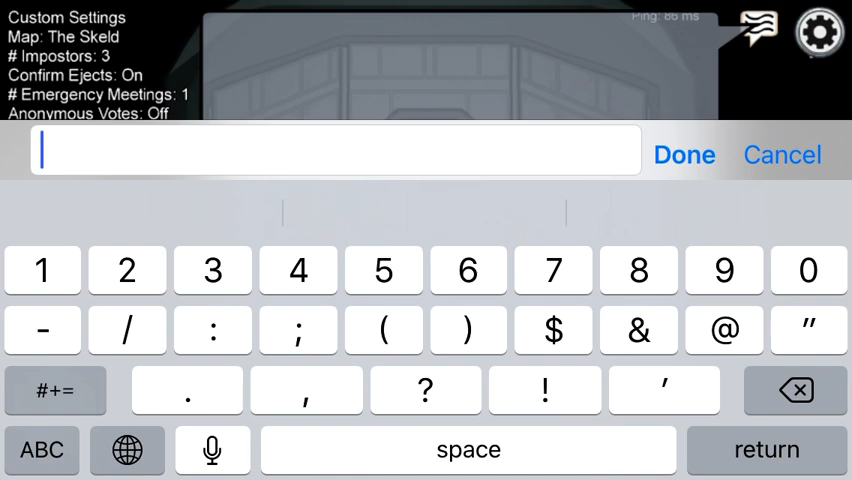 Custom Settings
Map: The Skeld
# Impostors: 3
Confirm Ejects: On
# Emergency Meetings: 1
Anonymous Votes: Off
Ping: 86 ms
Done Cancel
1 2 3 4 5 6 7 8 9 0
- / : ; ( ) $ & @ "
#+= . , ? ! '
ABC space return